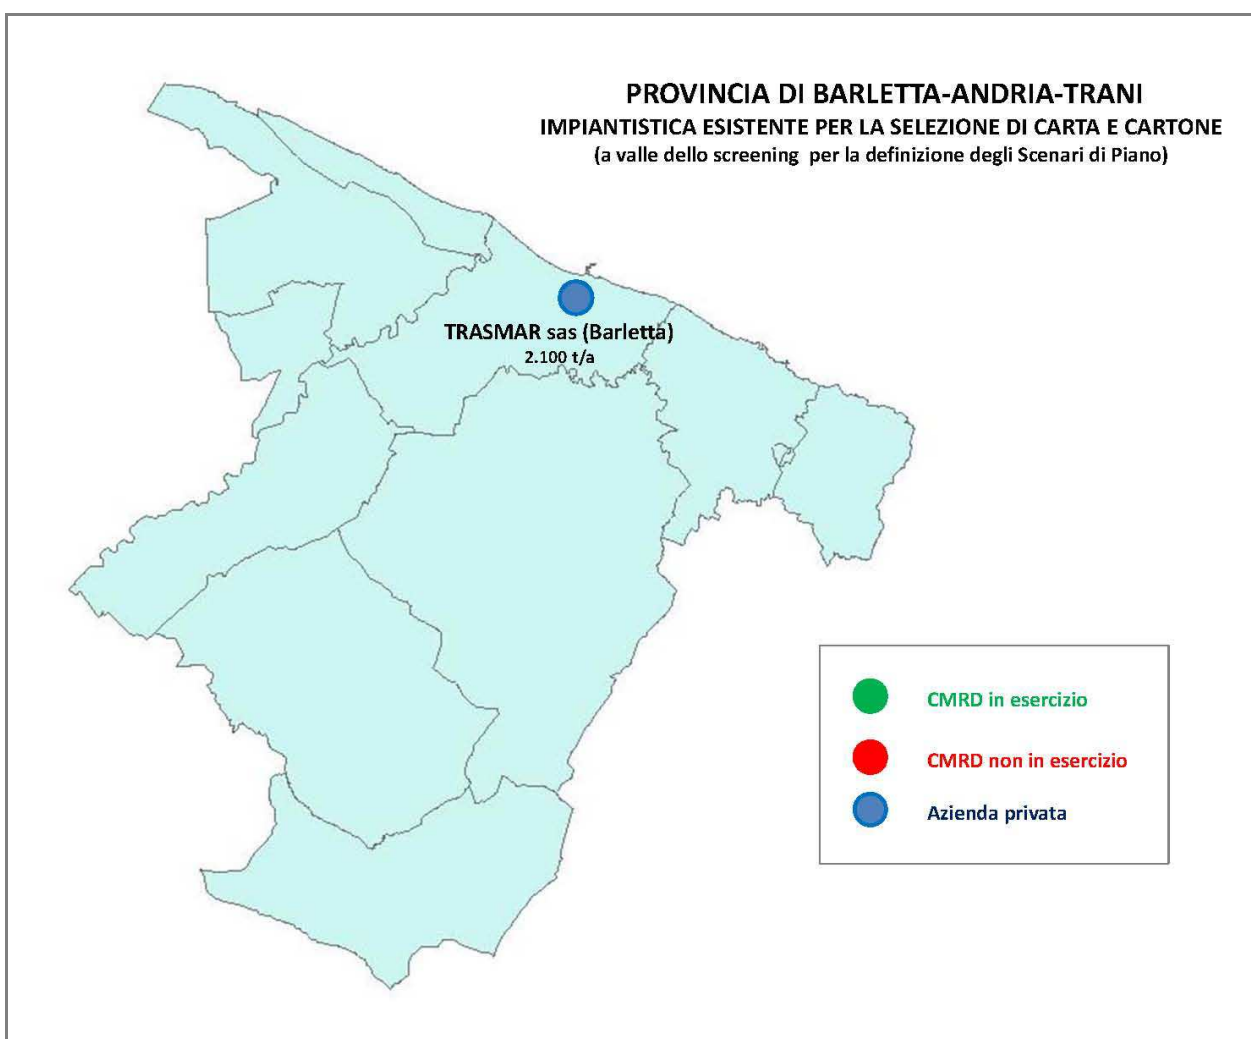 PROVINCIA DI BARLETTA-ANDRIA-TRANI
IMPIANTISTICA ESISTENTE PER LA SELEZIONE DI CARTA E CARTONE
(a valle dello screening per la definizione degli Scenari di Piano)
TRASMAR sas (Barletta)
2.100 t/a
CMRD in esercizio
CMRD non in esercizio
Azienda privata